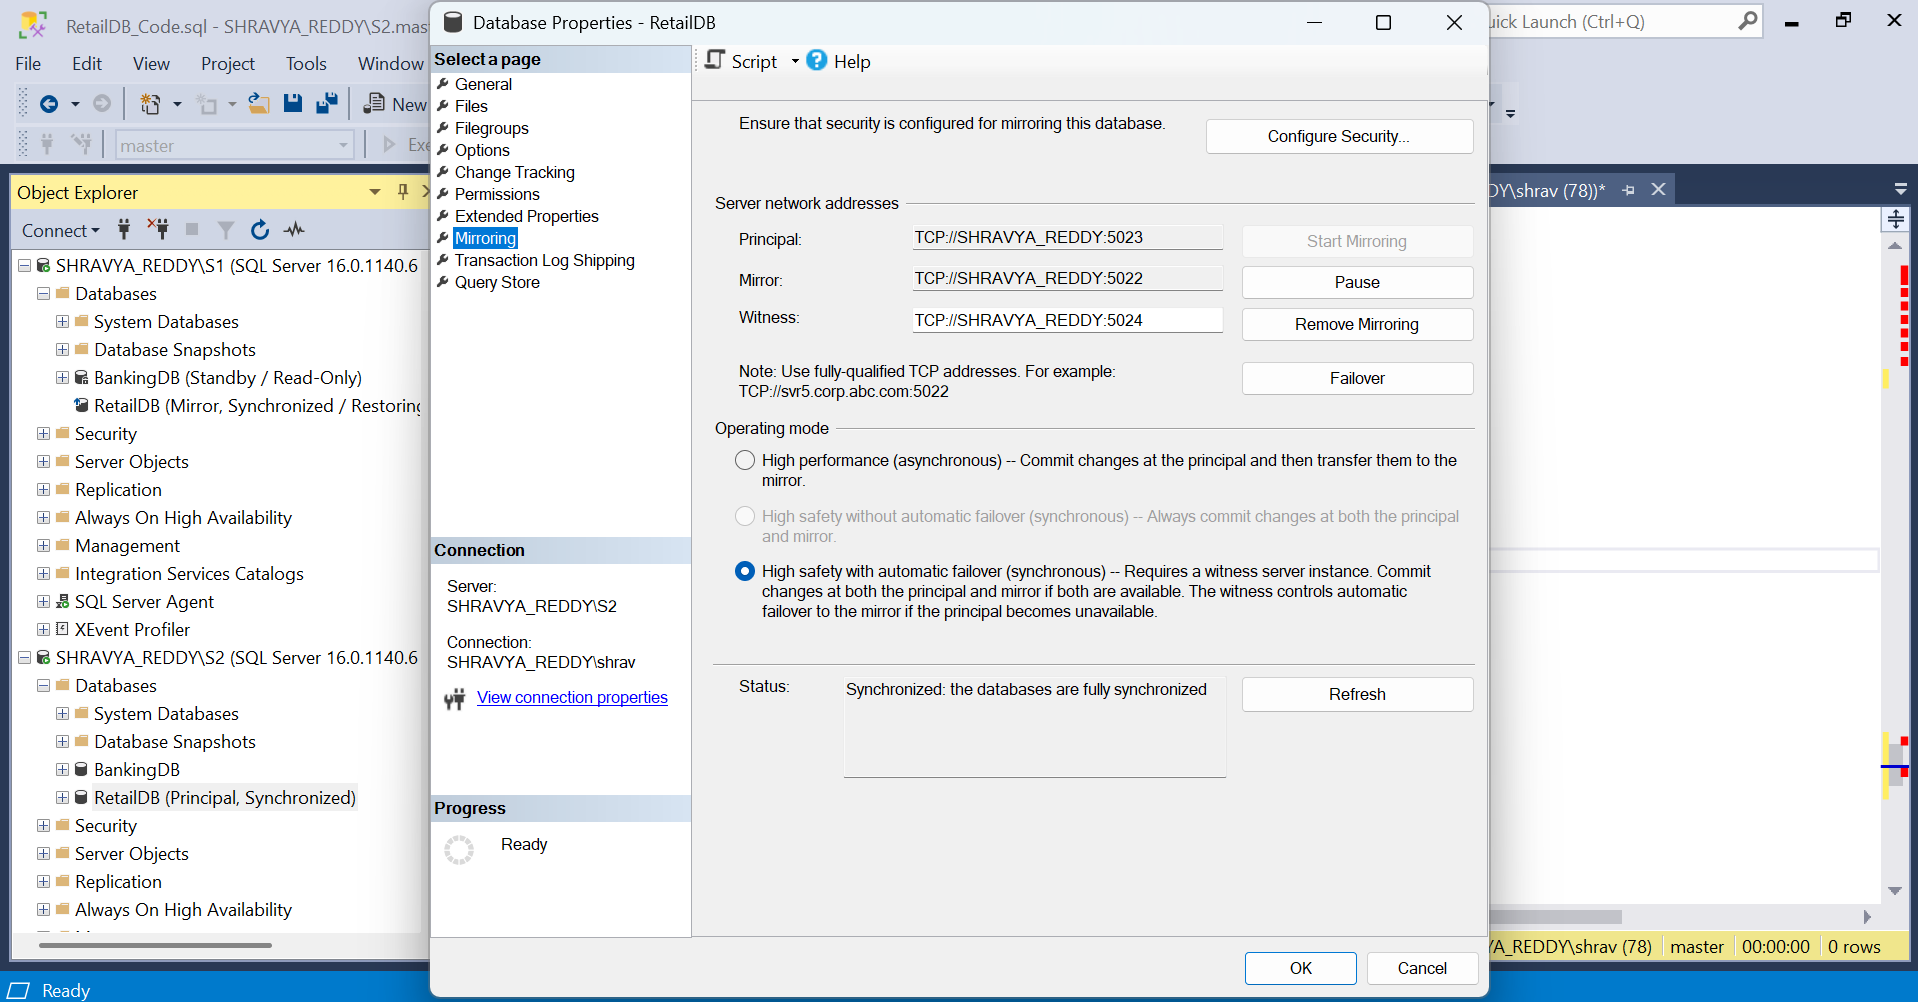 RetailDB_Code.sql - SHRAVYA_REDDY\S2.mas
Database Properties - RetailDB
uick Launch (Ctrl+Q)
File Edit View Project Tools Window
New
master
Exe
Select a page
General
Files
Filegroups
Options
Change Tracking
Permissions
Extended Properties
Mirroring
Transaction Log Shipping
Query Store
Script Help
Ensure that security is configured for mirroring this database.
Configure Security...
Server network addresses
Principal: TCP://SHRAVYA_REDDY:5023 Start Mirroring
Mirror: TCP://SHRAVYA_REDDY:5022 Pause
Witness: TCP://SHRAVYA_REDDY:5024 Remove Mirroring
Note: Use fully-qualified TCP addresses. For example:
TCP://svr5.corp.abc.com:5022
Failover
Operating mode
High performance (asynchronous) -- Commit changes at the principal and then transfer them to the
mirror.
High safety without automatic failover (synchronous) -- Always commit changes at both the principal
and mirror.
High safety with automatic failover (synchronous) -- Requires a witness server instance. Commit
changes at both the principal and mirror if both are available. The witness controls automatic
failover to the mirror if the principal becomes unavailable.
Status: Synchronized: the databases are fully synchronized Refresh
Connection
Server:
SHRAVYA_REDDY\S2
Connection:
SHRAVYA_REDDY\shrav
View connection properties
Progress
Ready
OK Cancel
Object Explorer
Connect
SHRAVYA_REDDY\S1 (SQL Server 16.0.1140.6
Databases
System Databases
Database Snapshots
BankingDB (Standby / Read-Only)
RetailDB (Mirror, Synchronized / Restoring
Security
Server Objects
Replication
Always On High Availability
Management
Integration Services Catalogs
SQL Server Agent
XEvent Profiler
SHRAVYA_REDDY\S2 (SQL Server 16.0.1140.6
Databases
System Databases
Database Snapshots
BankingDB
RetailDB (Principal, Synchronized)
Security
Server Objects
Replication
Always On High Availability
DY\shrav (78))*
YA_REDDY\shrav (78) master 00:00:00 0 rows
Ready